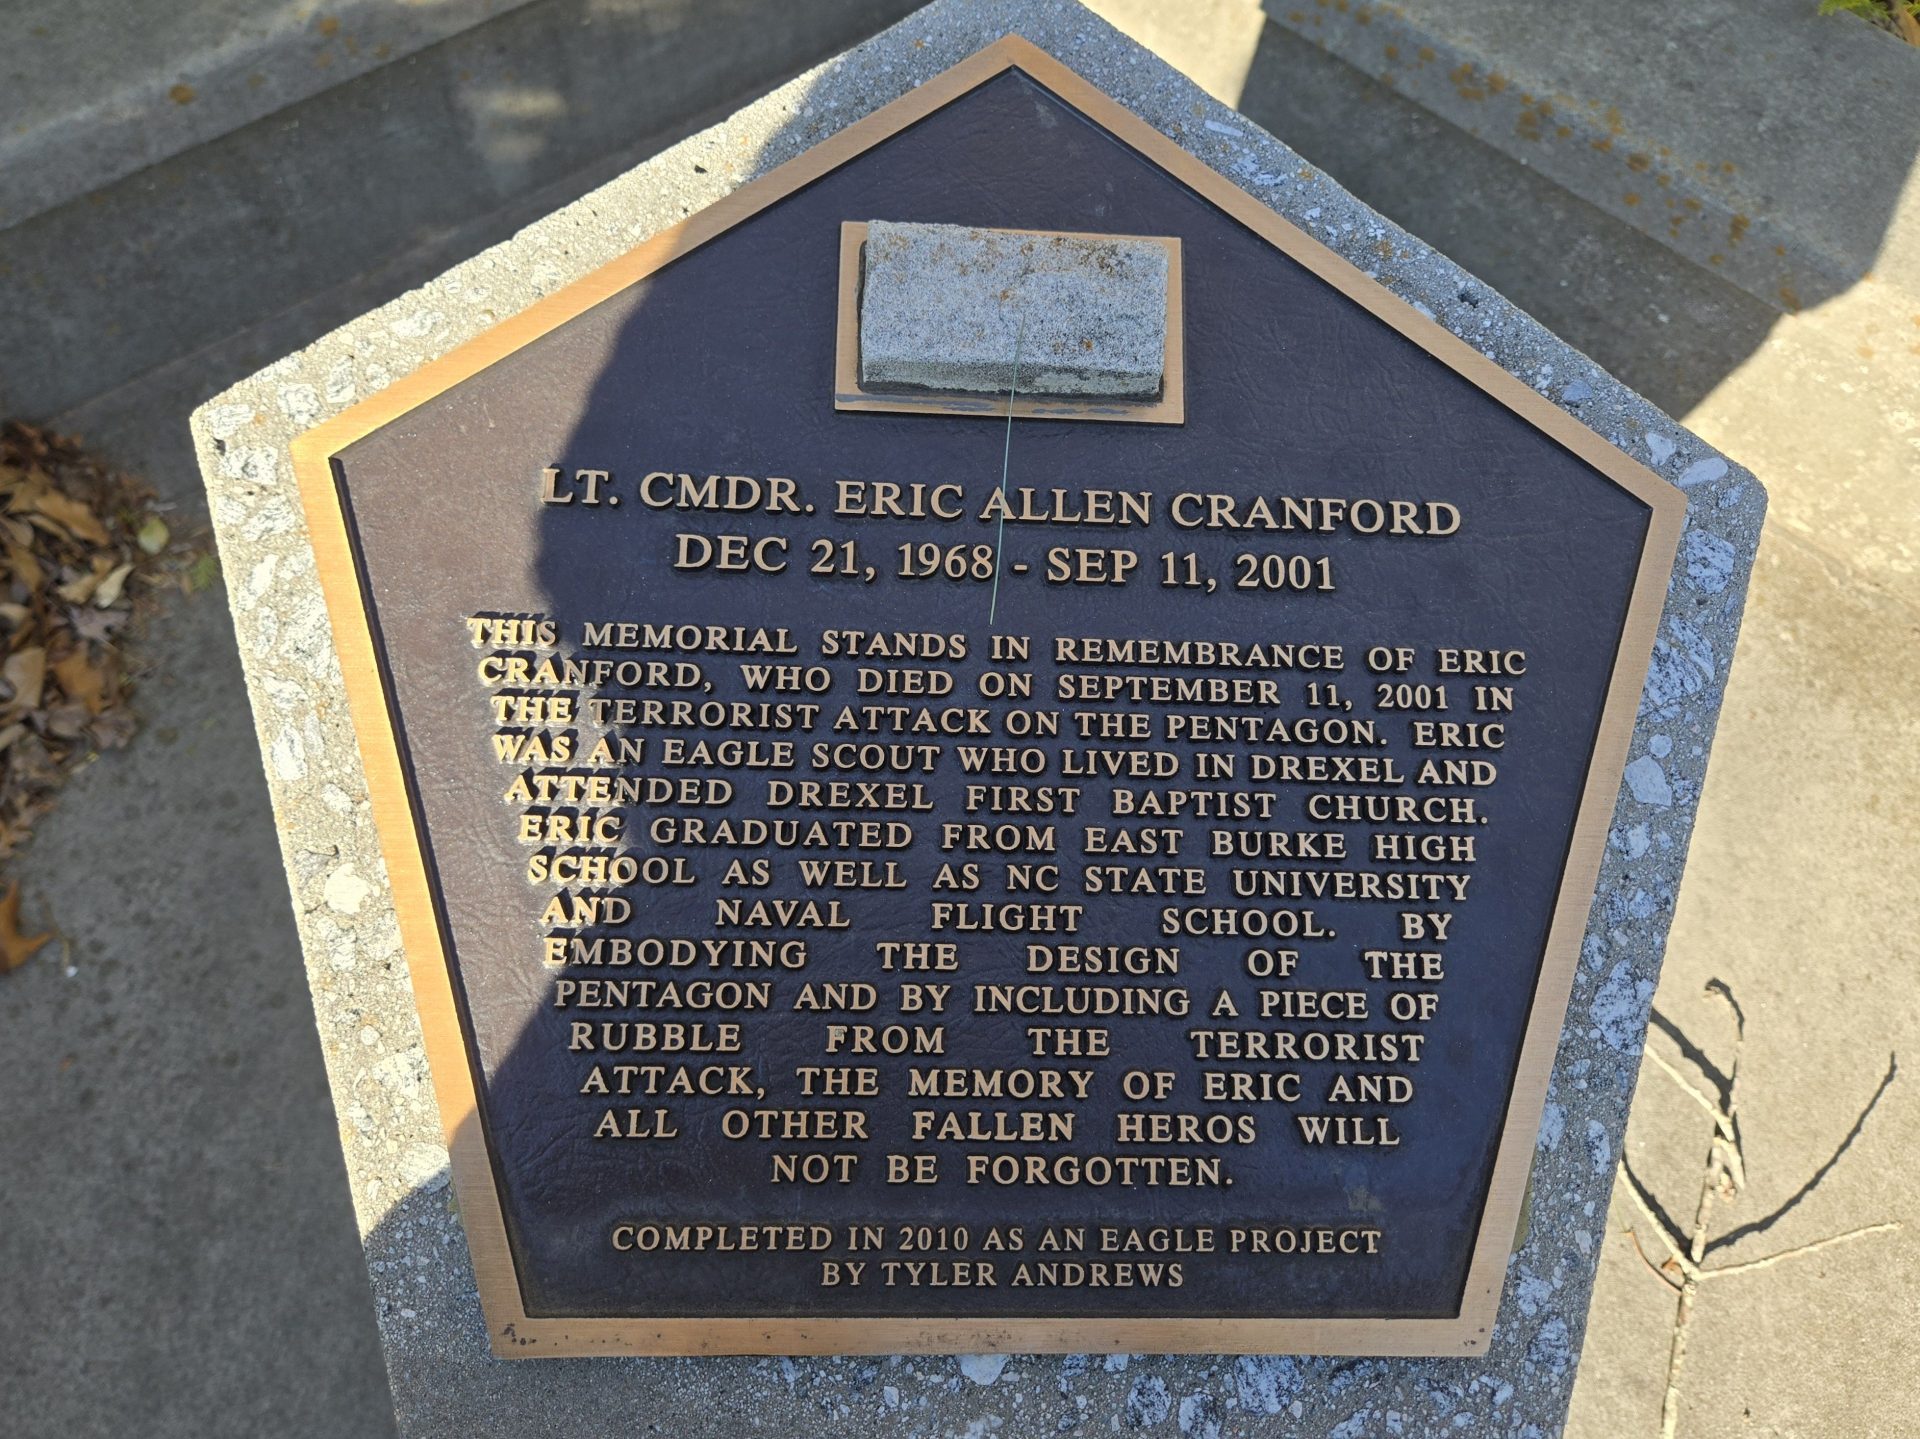 LT. CMDR. ERIC ALLEN CRANFORD
DEC 21, 1968 - SEP 11, 2001
THIS MEMORIAL STANDS IN REMEMBRANCE OF ERIC
CRANFORD, WHO DIED ON SEPTEMBER 11, 2001 IN
THE TERRORIST ATTACK ON THE PENTAGON. ERIC
WAS AN EAGLE SCOUT WHO LIVED IN DREXEL AND
ATTENDED DREXEL FIRST BAPTIST CHURCH.
ERIC GRADUATED FROM EAST BURKE HIGH
SCHOOL AS WELL AS NC STATE UNIVERSITY
AND NAVAL FLIGHT SCHOOL. BY
EMBODYING THE DESIGN OF THE
PENTAGON AND BY INCLUDING A PIECE OF
RUBBLE FROM THE TERRORIST
ATTACK, THE MEMORY OF ERIC AND
ALL OTHER FALLEN HEROS WILL
NOT BE FORGOTTEN.
COMPLETED IN 2010 AS AN EAGLE PROJECT
BY TYLER ANDREWS